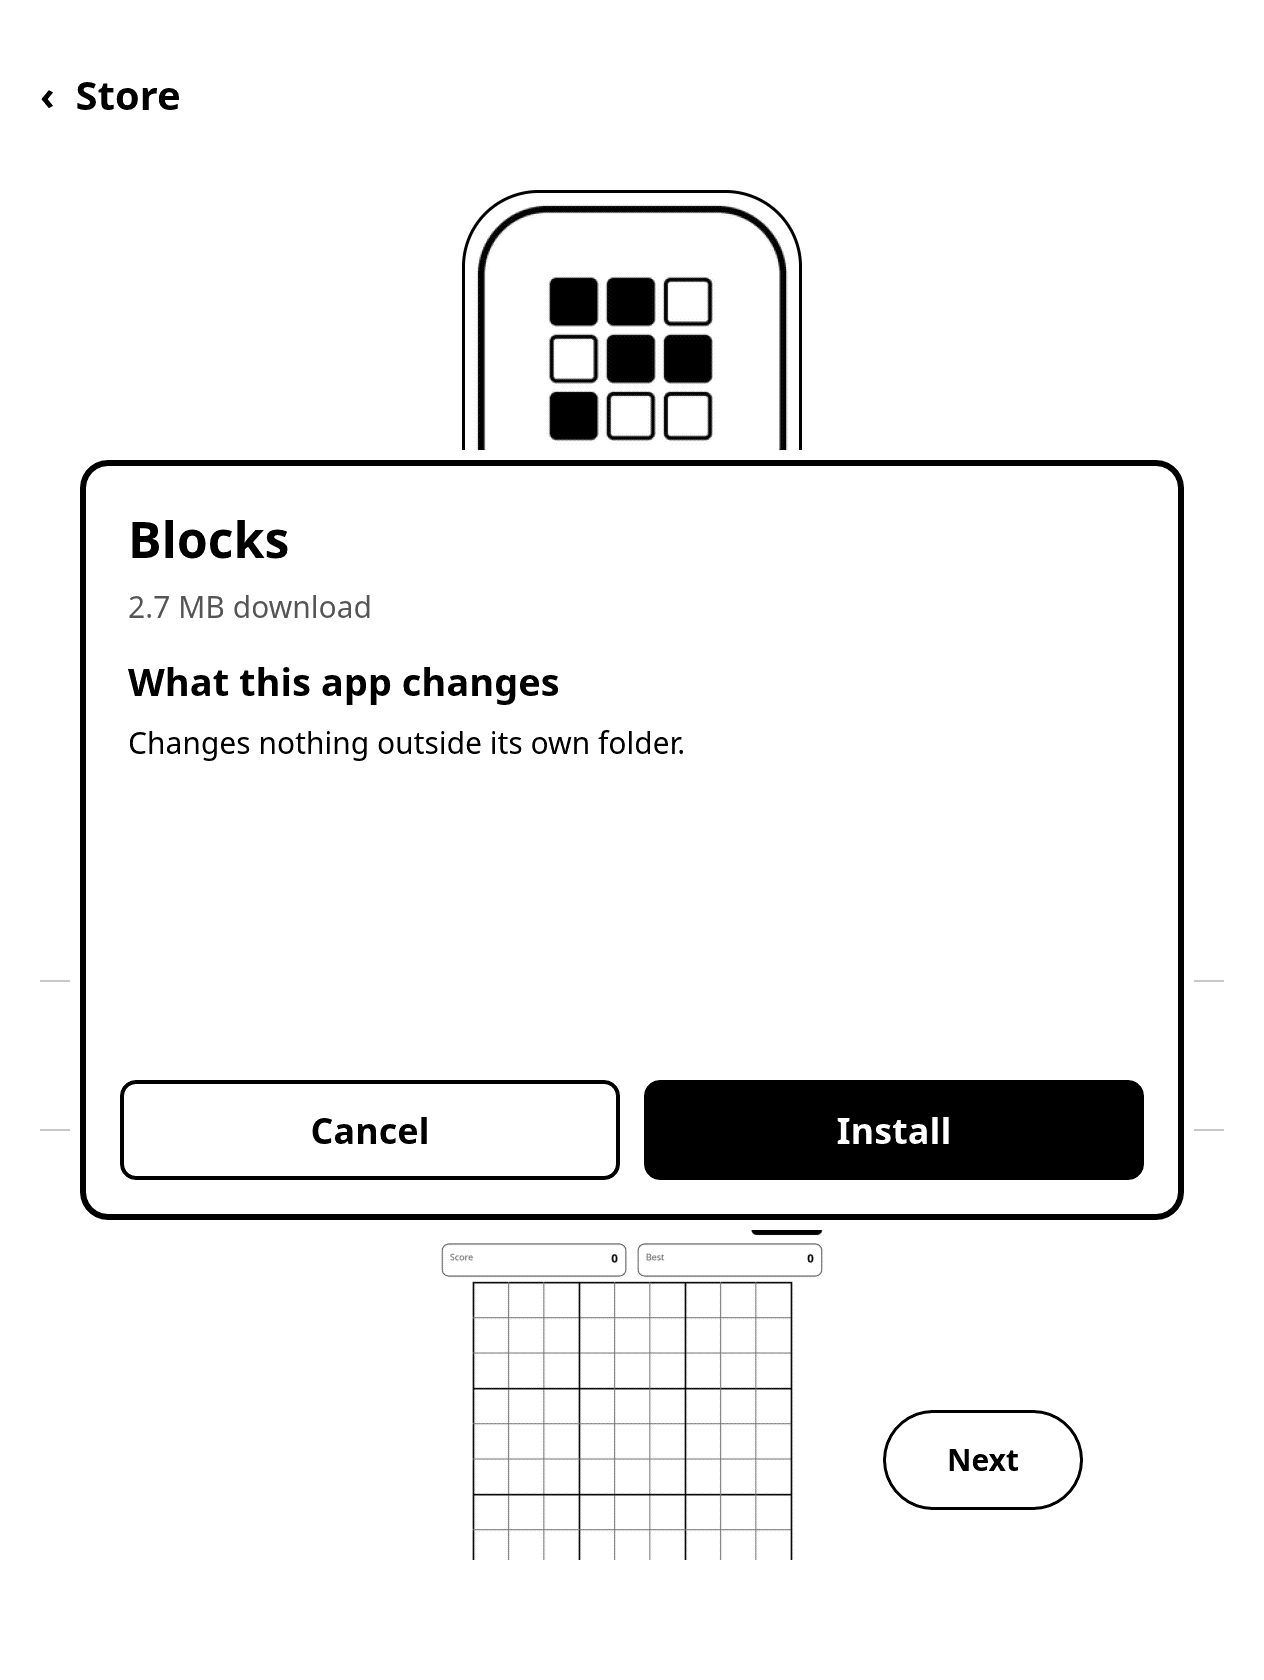 ‹ Store
Blocks
2.7 MB download
What this app changes
Changes nothing outside its own folder.
Cancel
Install
Score 0
Best 0
Next